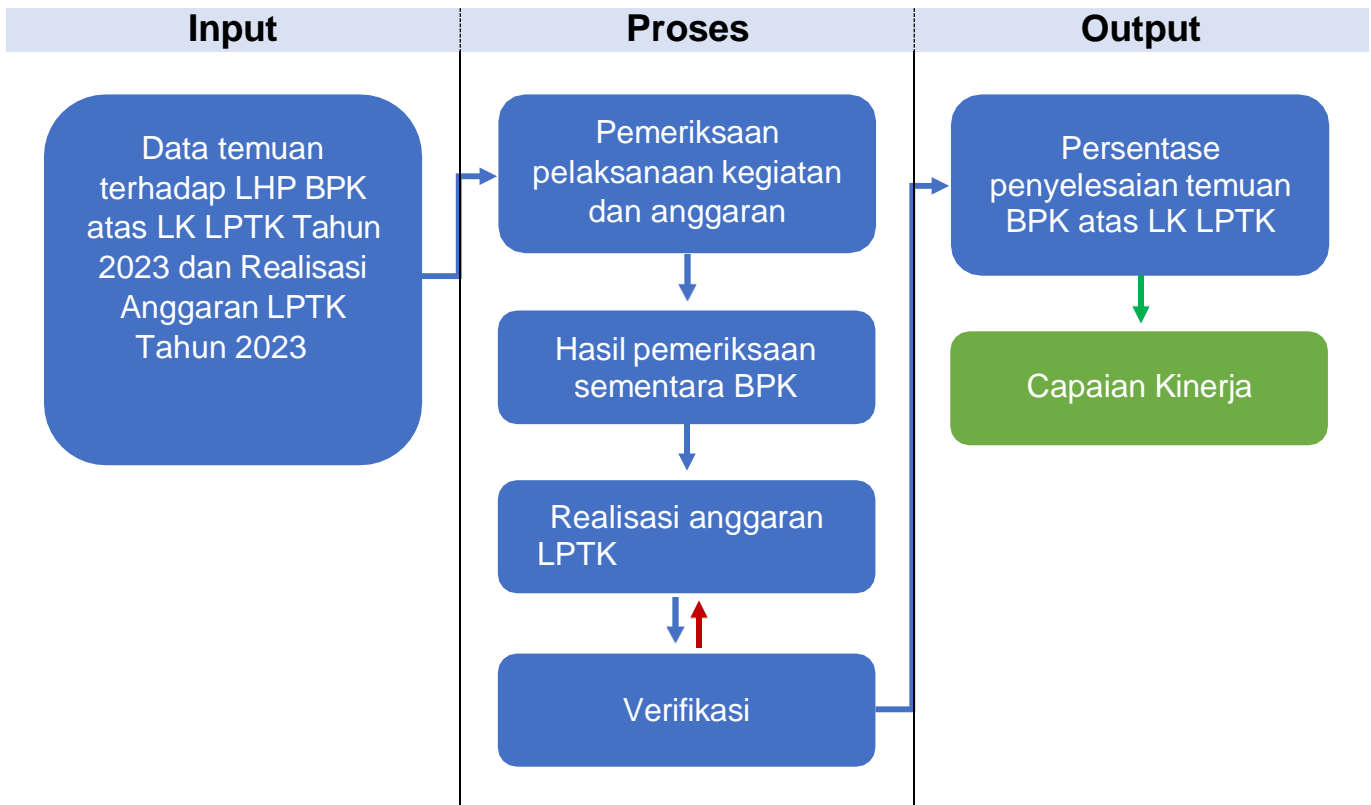 Input
Proses
Output
Data temuan
terhadap LHP BPK
atas LK LPTK Tahun
2023 dan Realisasi
Anggaran LPTK
Tahun 2023
Pemeriksaan
pelaksanaan kegiatan
dan anggaran
Hasil pemeriksaan
sementara BPK
Realisasi anggaran
LPTK
Verifikasi
Persentase
penyelesaian temuan
BPK atas LK LPTK
Capaian Kinerja